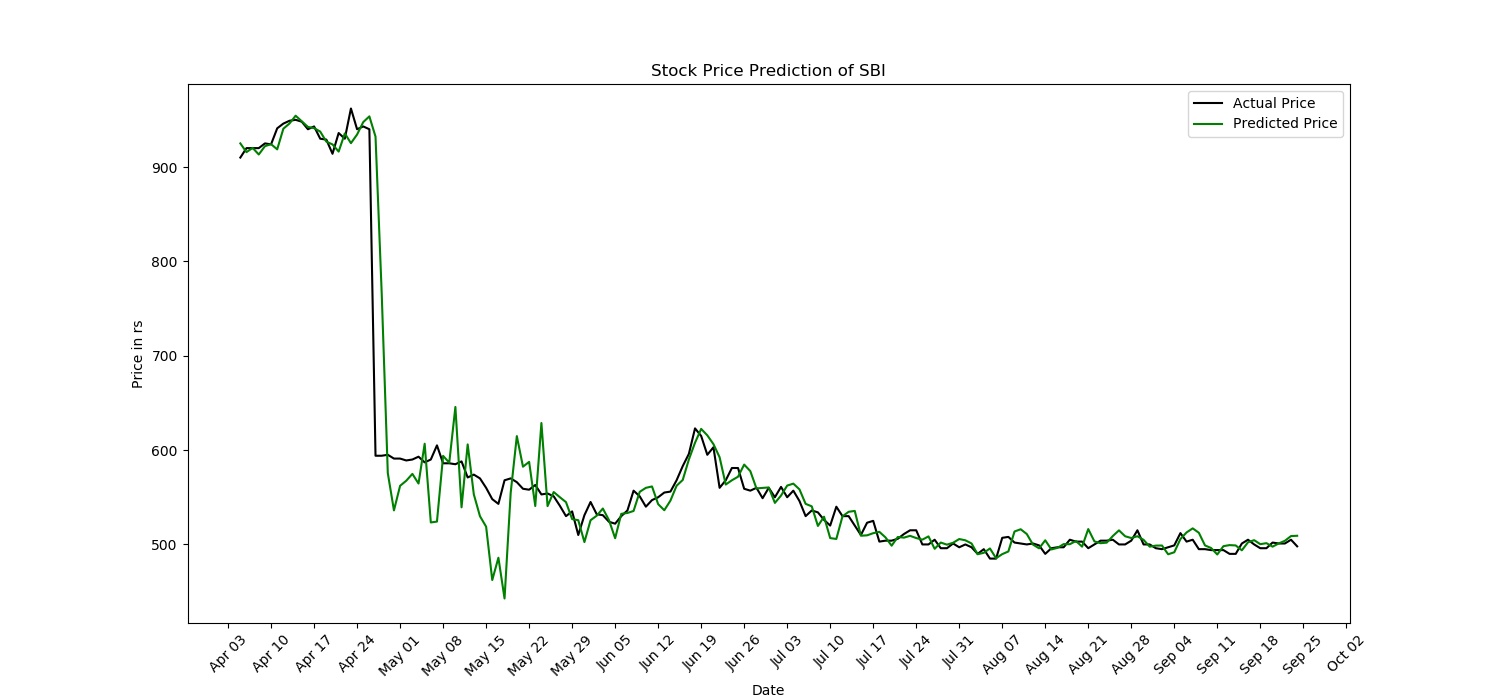 Stock Price Prediction of SBI
Actual Price
Predicted Price
Price in rs
900
800
700
600
500
Apr 03
Apr 10
Apr 17
Apr 24
May 01
May 08
May 15
May 22
May 29
Jun 05
Jun 12
Jun 19
Jun 26
Jul 03
Jul 10
Jul 17
Jul 24
Jul 31
Aug 07
Aug 14
Aug 21
Aug 28
Sep 04
Sep 11
Sep 18
Sep 25
Oct 02
Date